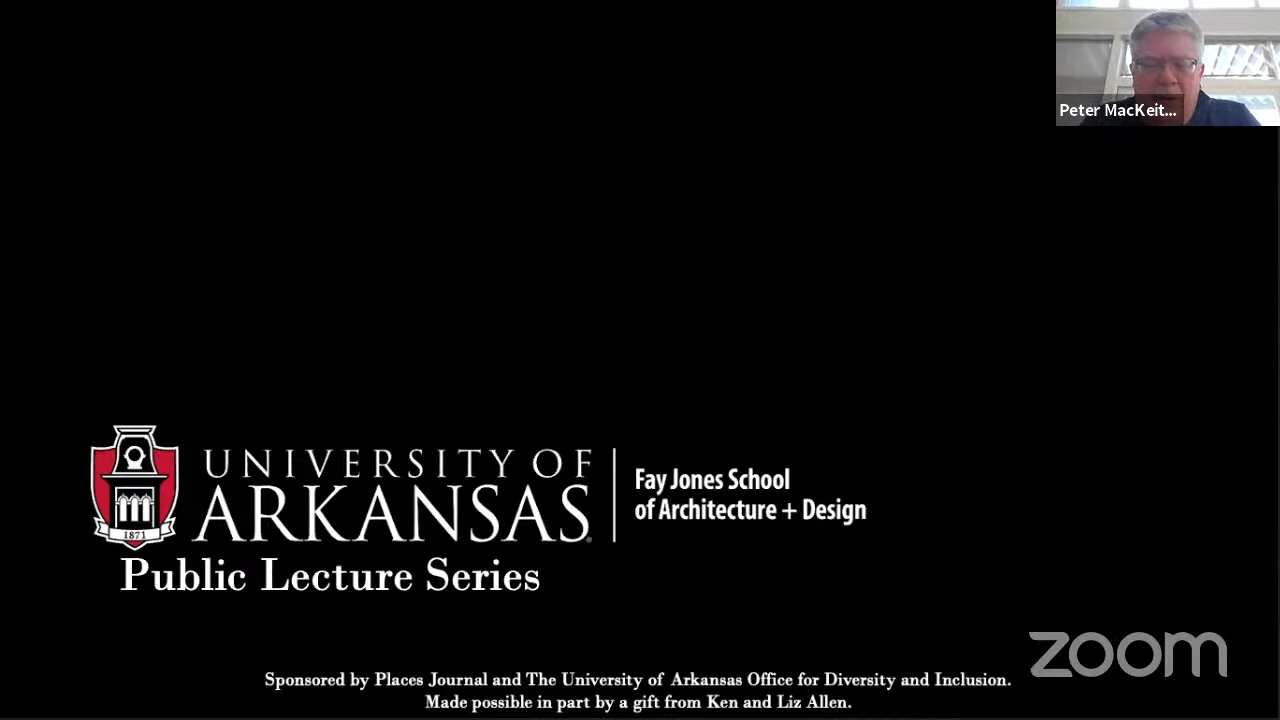 Peter MacKeit...
UNIVERSITY OF
ARKANSAS
Fay Jones School
of Architecture + Design
1871
Public Lecture Series
zoom
Sponsored by Places Journal and The University of Arkansas Office for Diversity and Inclusion.
Made possible in part by a gift from Ken and Liz Allen.